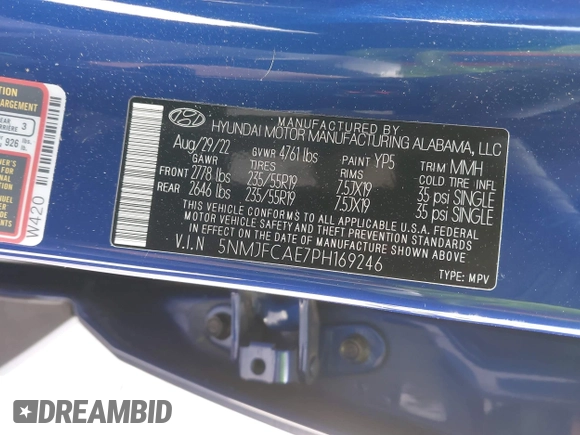 MANUFACTURED BY
HYUNDAI MOTOR MANUFACTURING ALABAMA, LLC
Aug/29/22 GVWR 4761 lbs PAINT YP5 TRIM MMH
GAWR TIRES RIMS COLD TIRE INFL
FRONT 2778 lbs 235/55R19 7.5JX19 35 psi SINGLE
REAR 2646 lbs 235/55R19 7.5JX19 35 psi SINGLE
THIS VEHICLE CONFORMS TO ALL APPLICABLE U.S.A. FEDERAL
MOTOR VEHICLE SAFETY AND THEFT PREVENTION STANDARDS
IN EFFECT ON THE DATE OF MANUFACTURE SHOWN ABOVE.
V.I.N 5NMJFCAE7PH169246
TYPE: MPV
3
926 lbs.
W420
DREAMBID